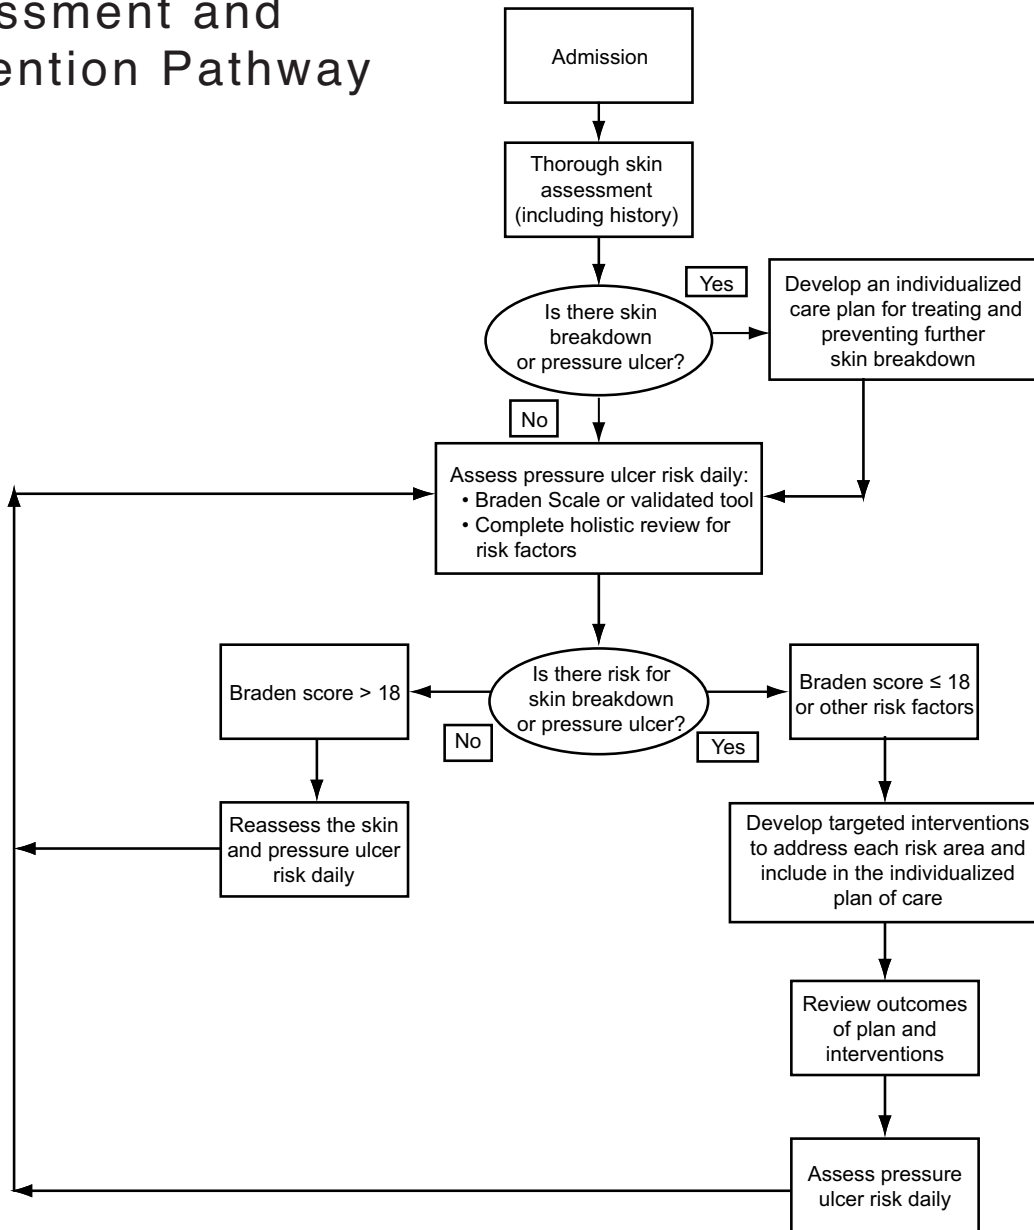 ssment and
ention Pathway
Admission
Thorough skin
assessment
(including history)
Is there skin
breakdown
or pressure ulcer?
Yes
Develop an individualized
care plan for treating and
preventing further
skin breakdown
No
Assess pressure ulcer risk daily:
• Braden Scale or validated tool
• Complete holistic review for
risk factors
Is there risk for
skin breakdown
or pressure ulcer?
No
Yes
Braden score > 18
Braden score ≤ 18
or other risk factors
Reassess the skin
and pressure ulcer
risk daily
Develop targeted interventions
to address each risk area and
include in the individualized
plan of care
Review outcomes
of plan and
interventions
Assess pressure
ulcer risk daily